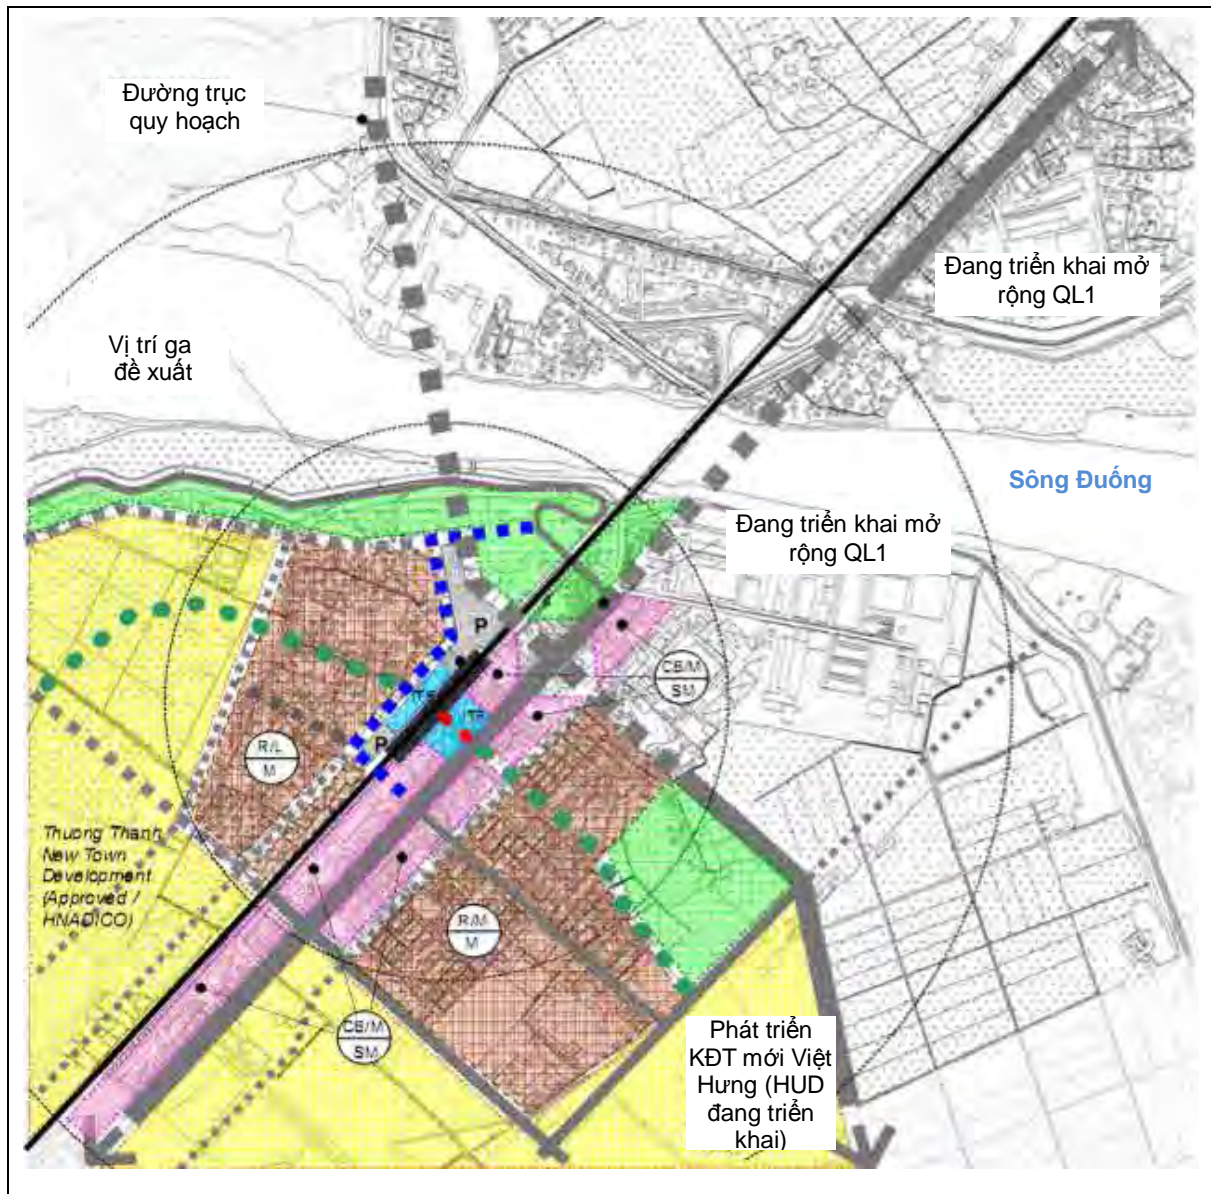 Đường trục
quy hoạch
Đang triển khai mở
rộng QL1
Vị trí ga
đề xuất
Sông Đuống
Đang triển khai mở
rộng QL1
P
CB/M
SM
ITF
ITF
P
R/L
M
Thuong Thanh
New Town
Development
(Approved /
HNADICO)
R/M
M
CB/M
SM
Phát triển
KĐT mới Việt
Hưng (HUD
đang triển
khai)